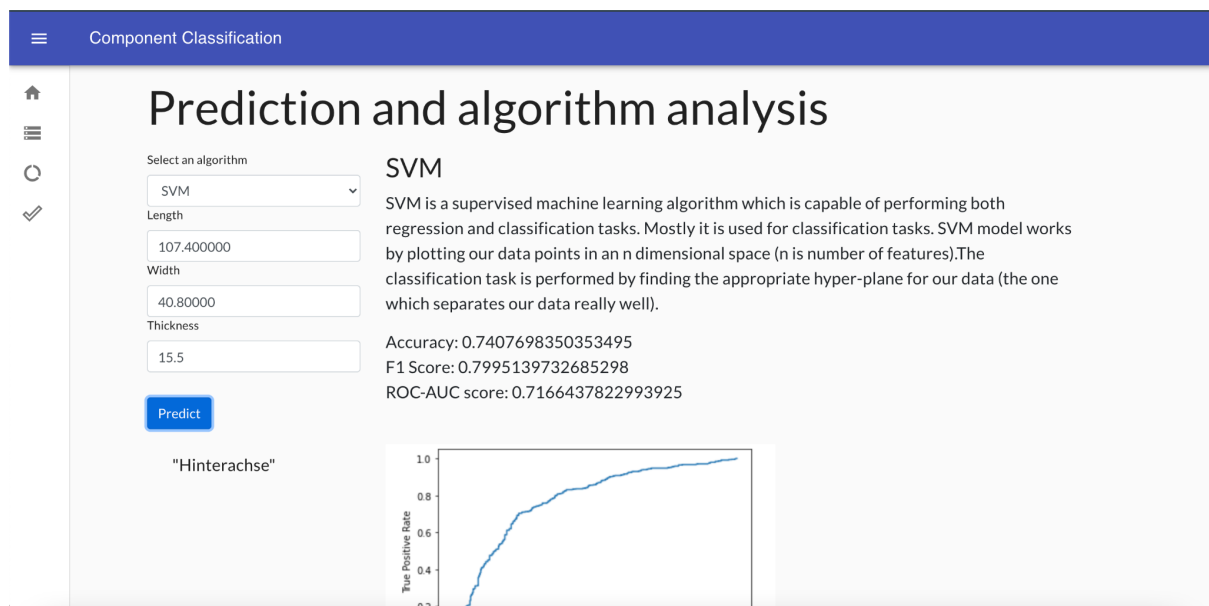 Component Classification
Prediction and algorithm analysis
Select an algorithm
SVM
Length
107.400000
Width
40.80000
Thickness
15.5
Predict
"Hinterachse"
SVM
SVM is a supervised machine learning algorithm which is capable of performing both
regression and classification tasks. Mostly it is used for classification tasks. SVM model works
by plotting our data points in an n dimensional space (n is number of features).The
classification task is performed by finding the appropriate hyper-plane for our data (the one
which separates our data really well).
Accuracy: 0.7407698350353495
F1 Score: 0.7995139732685298
ROC-AUC score: 0.7166437822993925
1.0
0.8
0.6
0.4
True Positive Rate